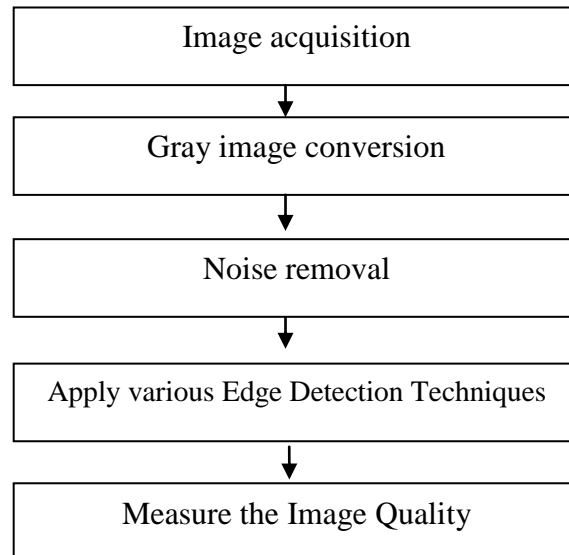 Image acquisition
Gray image conversion
Noise removal
Apply various Edge Detection Techniques
Measure the Image Quality